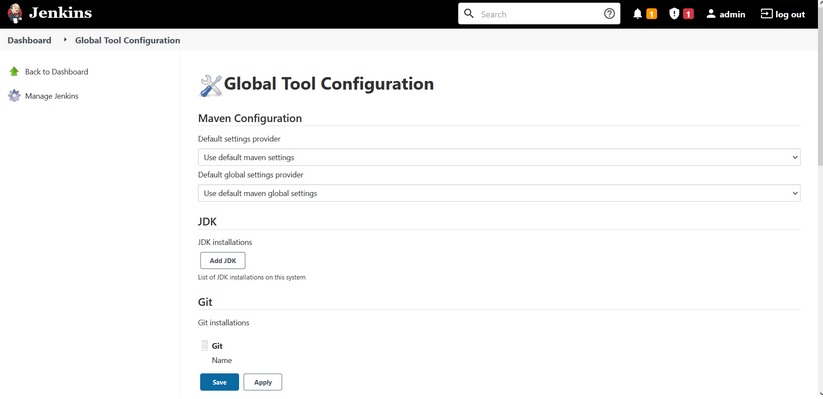 Jenkins
Search
1
1
admin
log out
Dashboard
Global Tool Configuration
Back to Dashboard
Manage Jenkins
Global Tool Configuration
Maven Configuration
Default settings provider
Use default maven settings
Default global settings provider
Use default maven global settings
JDK
JDK installations
Add JDK
List of JDK installations on this system
Git
Git installations
Git
Name
Save
Apply